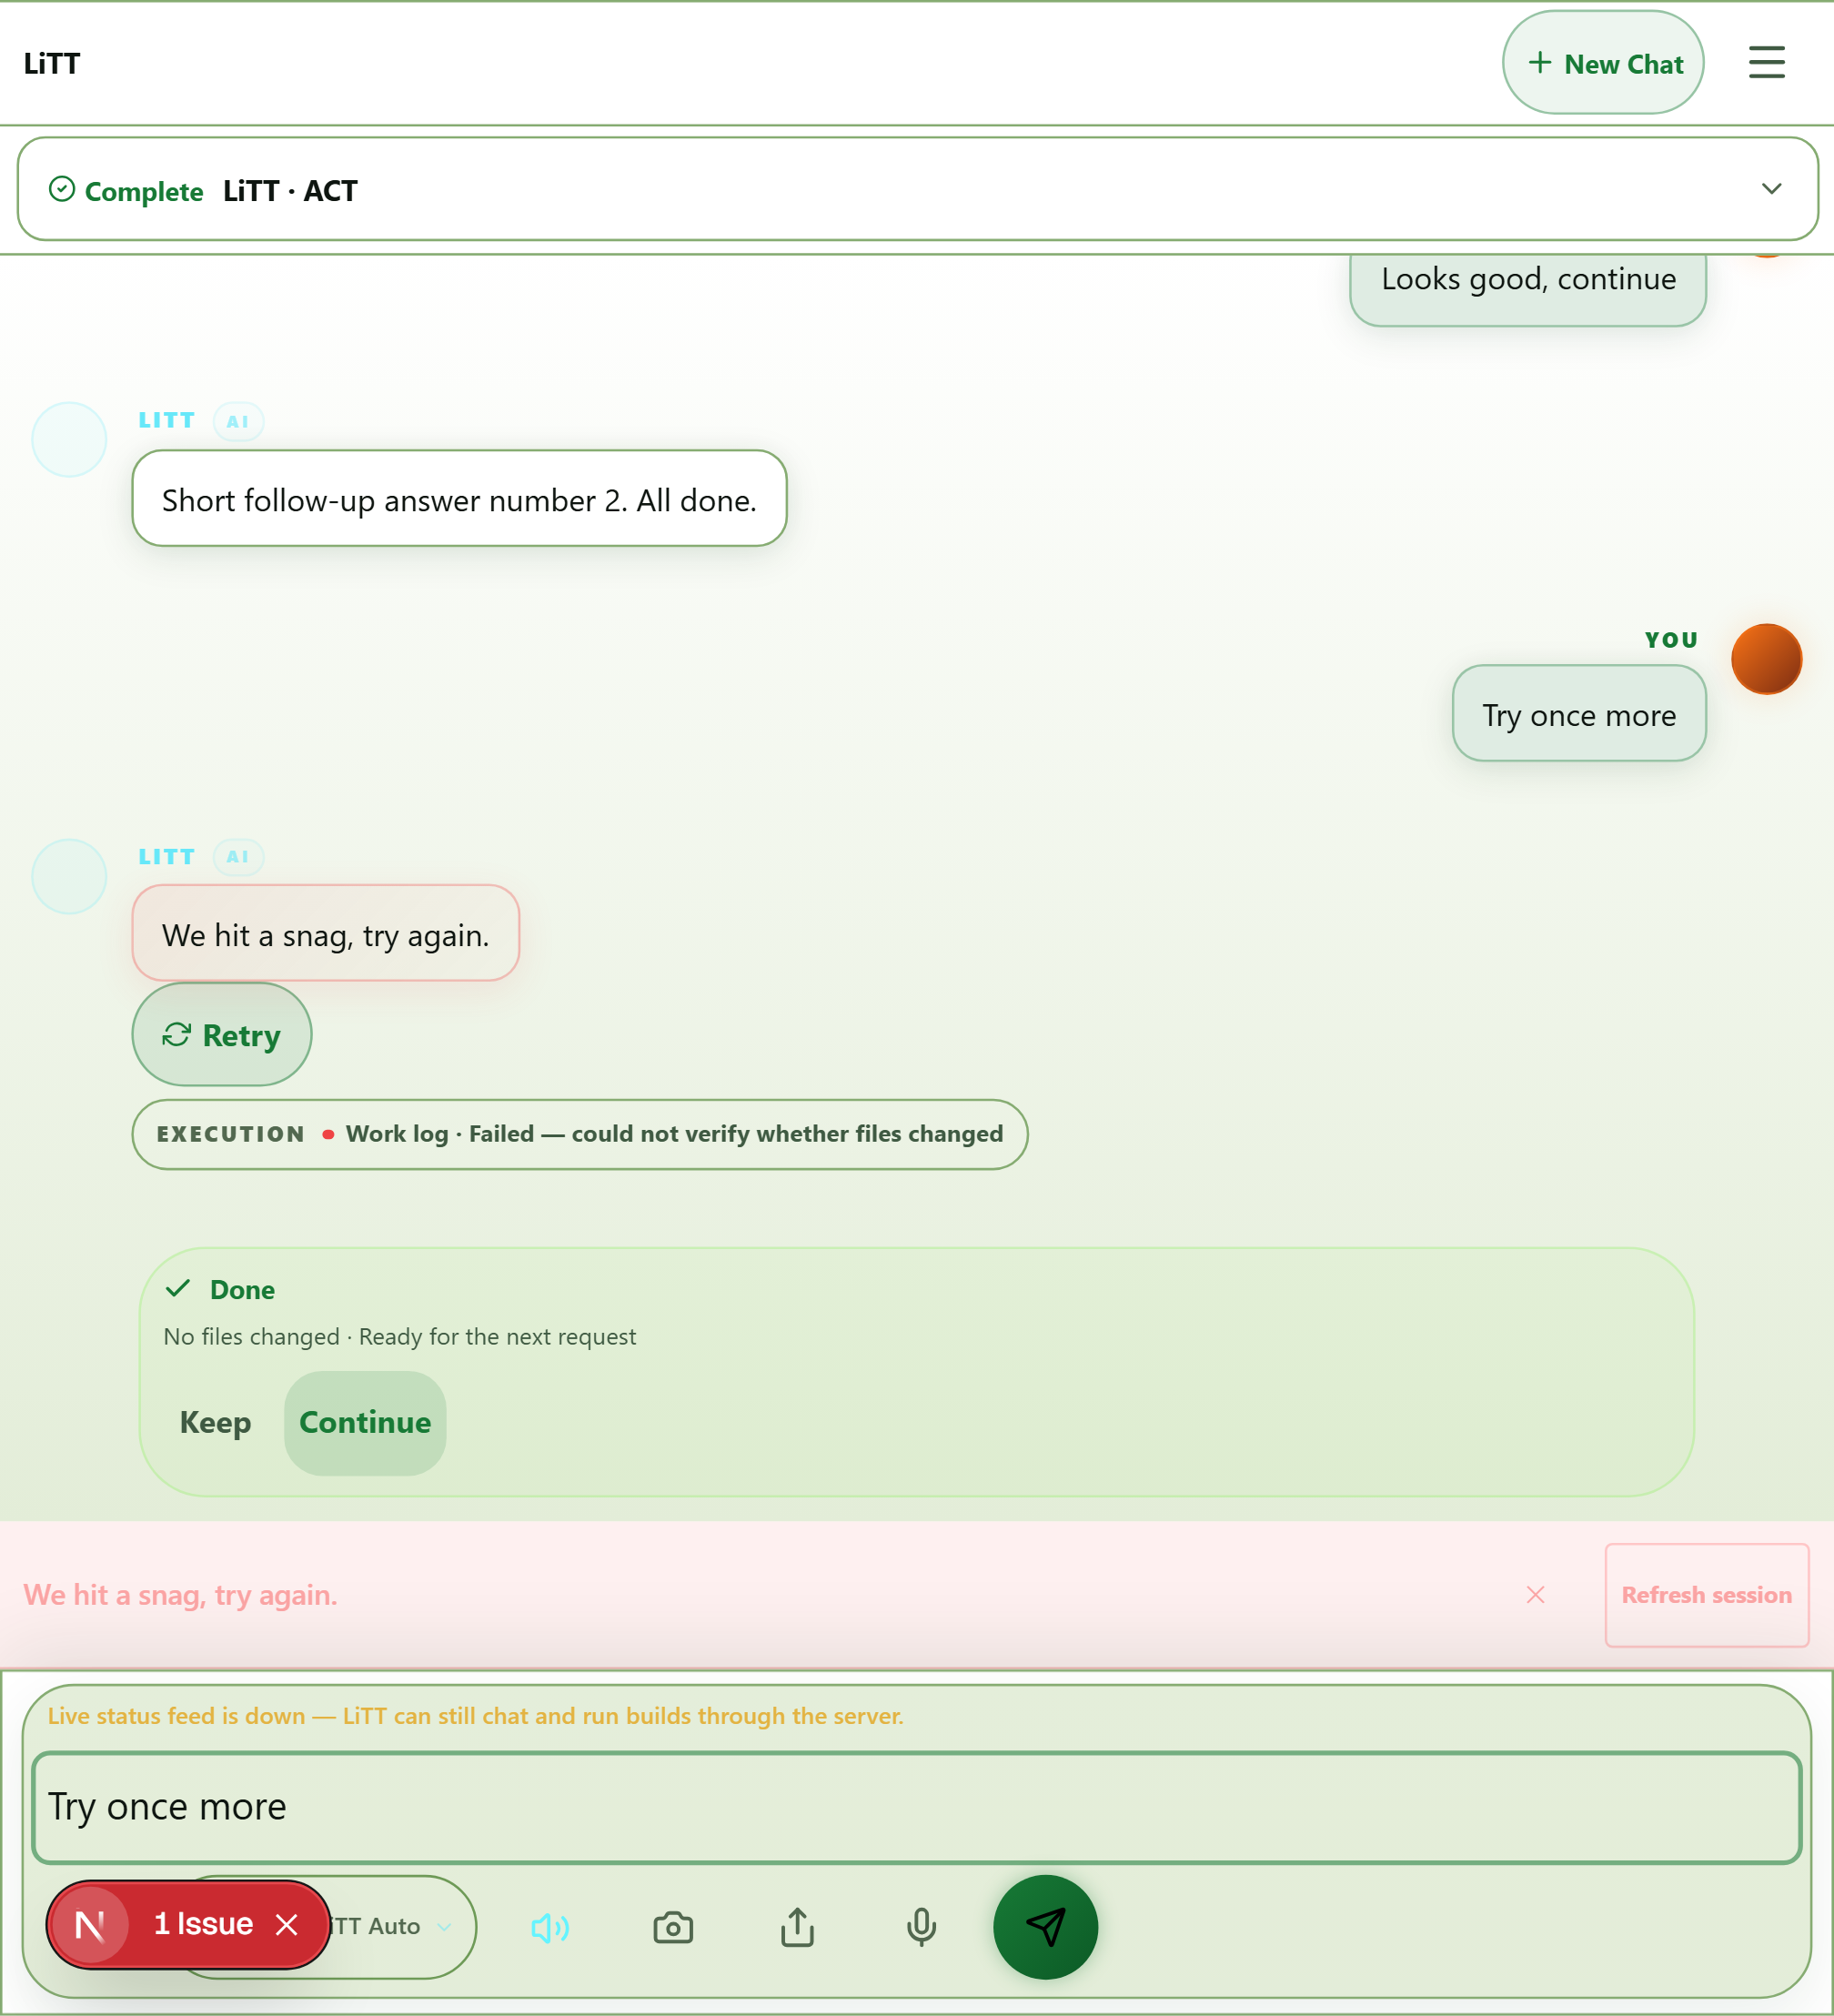 LiTT
New Chat
Complete LiTT · ACT
Looks good, continue
LITT AI
Short follow-up answer number 2. All done.
YOU
Try once more
LITT AI
We hit a snag, try again.
Retry
EXECUTION Work log · Failed — could not verify whether files changed
Done
No files changed · Ready for the next request
Keep Continue
We hit a snag, try again. Refresh session
Live status feed is down — LiTT can still chat and run builds through the server.
Try once more
N 1 Issue iTT Auto